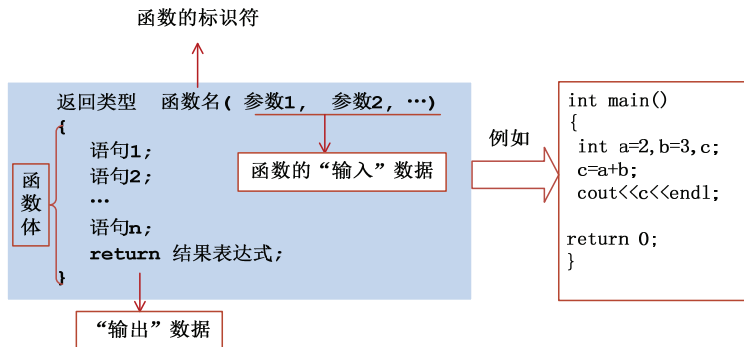 函数的标识符
返回类型 函数名( 参数1, 参数2, …)
{
语句1;
语句2;
…
语句n;
return 结果表达式;
}
函数体
函数的“输入”数据
“输出”数据
例如
int main()
{
int a=2,b=3,c;
c=a+b;
cout<<c<<endl;
return 0;
}